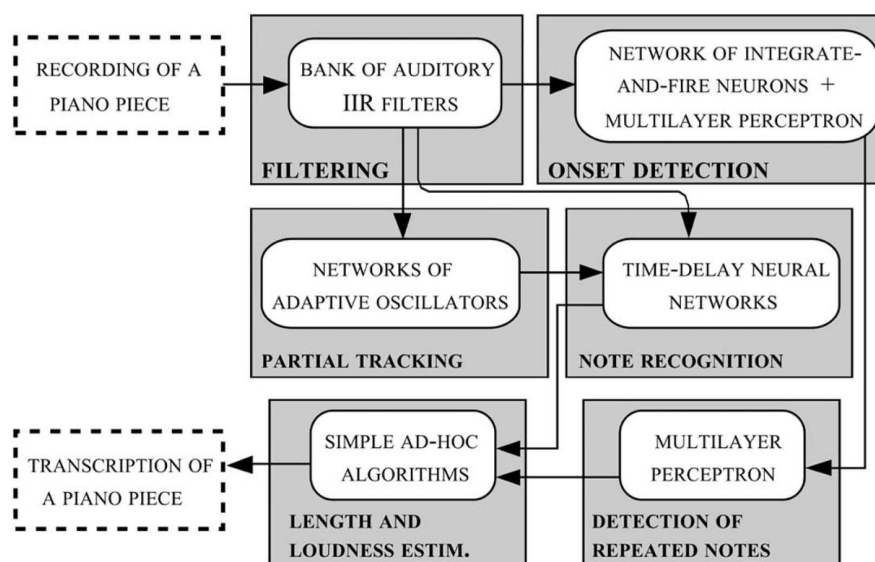 RECORDING OF A
PIANO PIECE
BANK OF AUDITORY
IIR FILTERS
FILTERING
NETWORK OF INTEGRATE-
AND-FIRE NEURONS +
MULTILAYER PERCEPTRON
ONSET DETECTION
NETWORKS OF
ADAPTIVE OSCILLATORS
PARTIAL TRACKING
TIME-DELAY NEURAL
NETWORKS
NOTE RECOGNITION
TRANSCRIPTION OF
A PIANO PIECE
SIMPLE AD-HOC
ALGORITHMS
LENGTH AND
LOUDNESS ESTIM.
MULTILAYER
PERCEPTRON
DETECTION OF
REPEATED NOTES